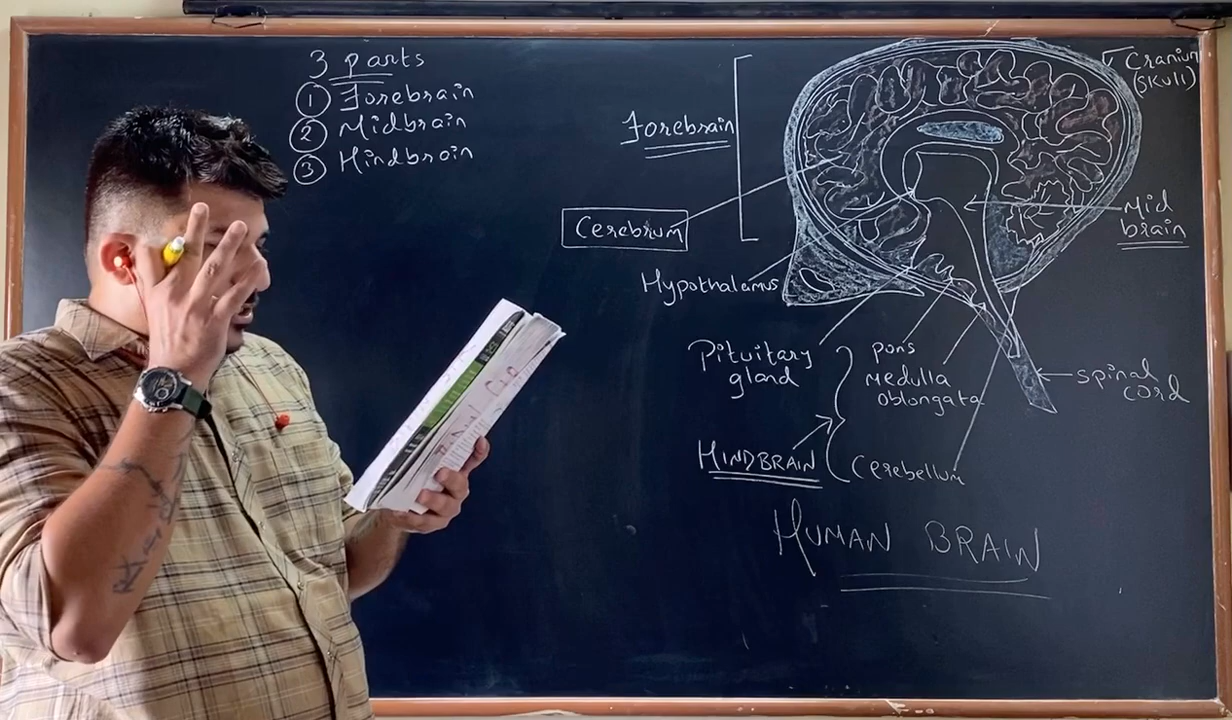 3 parts
① Forebrain
② Midbrain
③ Hindbrain
Cranium
(Skull)
Forebrain
Cerebrum
Mid
brain
Hypothalamus
Pituitary
gland
Pons
Medulla
oblongata
spinal
cord
HINDBRAIN
Cerebellum
HUMAN BRAIN